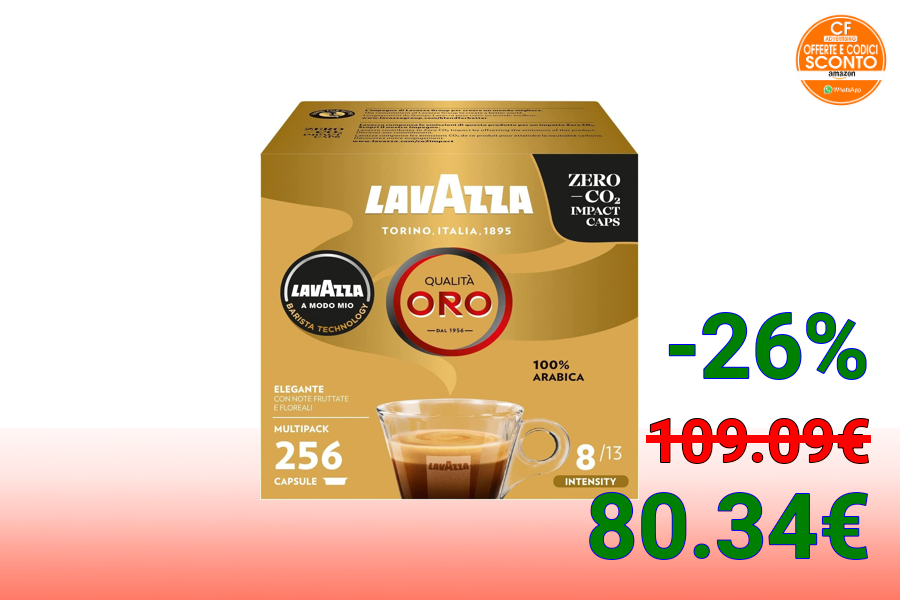 CF
ADVERTISING
OFFERTE E CODICI
SCONTO
amazon
WhatsApp
LAVAZZA
TORINO, ITALIA, 1895
ZERO
–CO₂
IMPACT
CAPS
LAVAZZA
A MODO MIO
BARISTA TECHNOLOGY
QUALITÀ
ORO
DAL 1956
100%
ARABICA
ELEGANTE
CON NOTE FRUTTATE
E FLOREALI
MULTIPACK
256
CAPSULE
LAVAZZA
8/13
INTENSITY
-26%
109.09€
80.34€